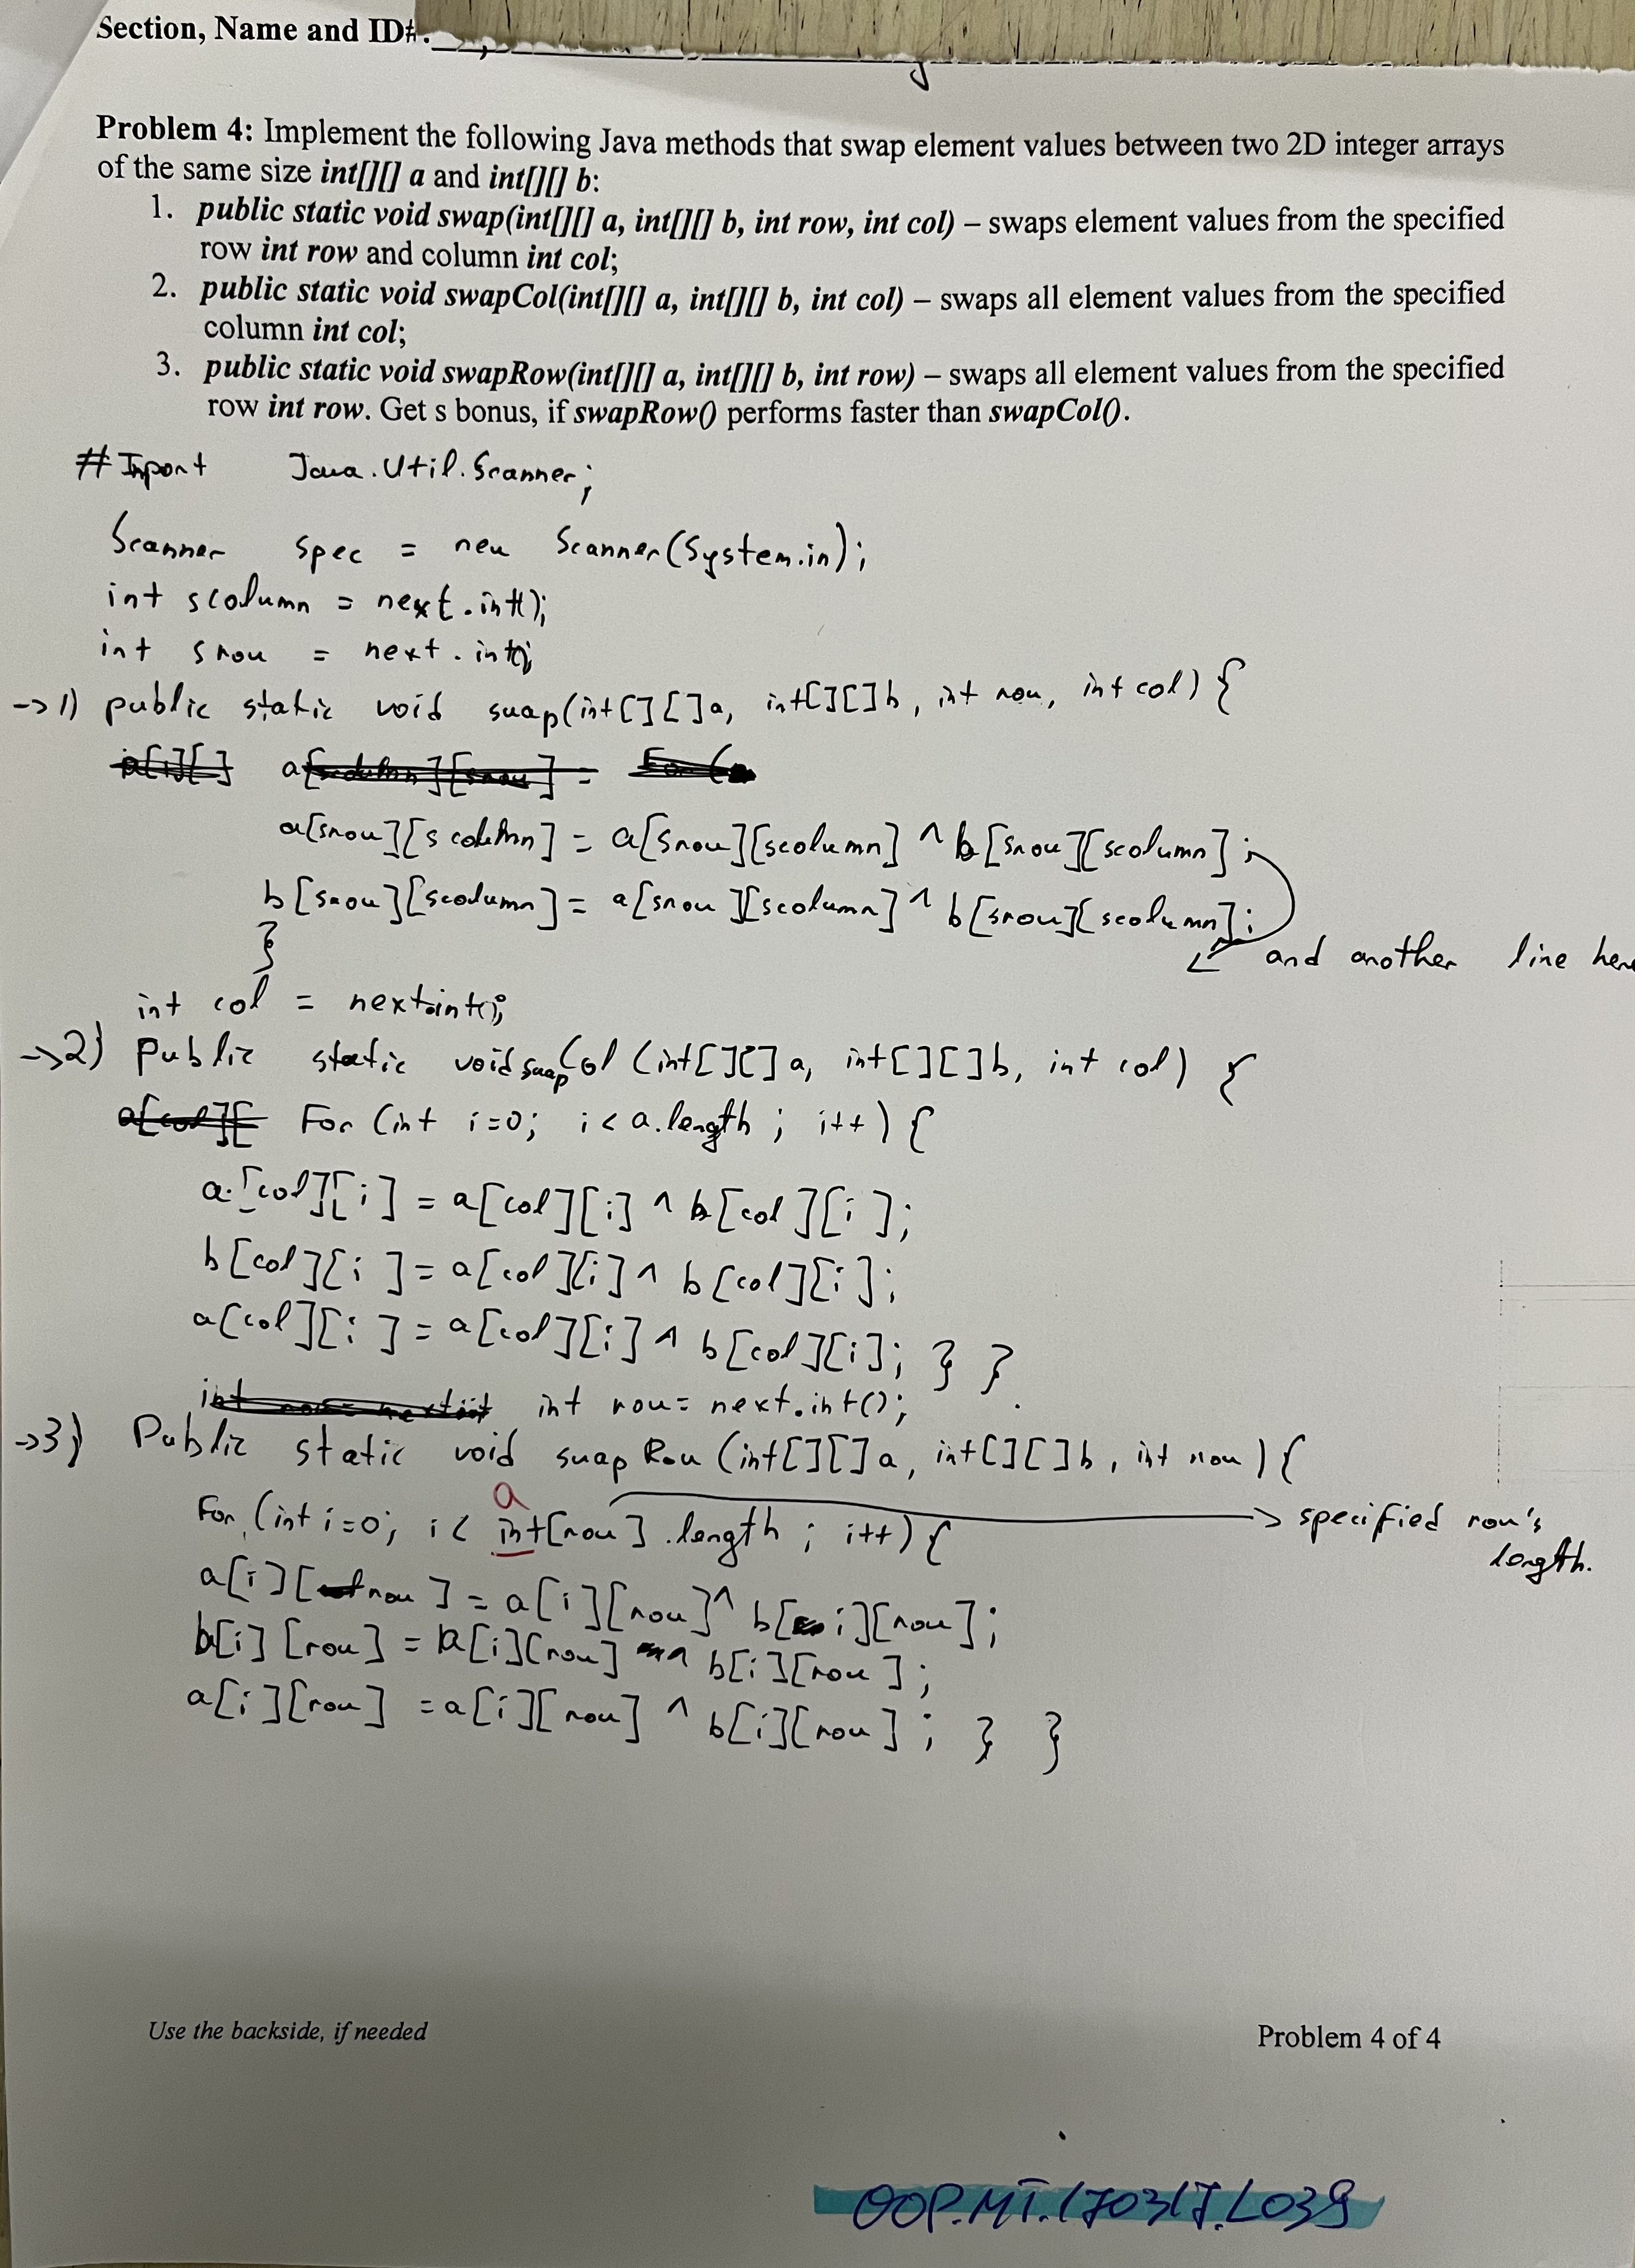 Section, Name and ID#.
Problem 4: Implement the following Java methods that swap element values between two 2D integer arrays
of the same size int[][] a and int[][] b:
1. public static void swap(int[][] a, int[][] b, int row, int col) – swaps element values from the specified
row int row and column int col;
2. public static void swapCol(int[][] a, int[][] b, int col) – swaps all element values from the specified
column int col;
3. public static void swapRow(int[][] a, int[][] b, int row) – swaps all element values from the specified
row int row. Get s bonus, if swapRow() performs faster than swapCol().
# Import Java.Util.Scanner;
Scanner spec = new Scanner(System.in);
int scolumn = next.int();
int srow = next.int();
->1) public static void swap(int[][]a, int[][]b, int row, int col) {
a[srow][scolumn] = a[srow][scolumn] ^ b[srow][scolumn];
b[srow][scolumn] = a[srow][scolumn] ^ b[srow][scolumn];
} and another line here
int col = next.int();
->2) Public static void swapCol (int[][]a, int[][]b, int col) {
For (int i=0; i < a.length; i++) {
a[col][i] = a[col][i] ^ b[col][i];
b[col][i] = a[col][i] ^ b[col][i];
a[col][i] = a[col][i] ^ b[col][i]; } }
int row = next.int();
->3) Public static void swapRow (int[][]a, int[][]b, int row) {
a
For (int i=0; i < int[row].length; i++) { -> specified row's
length.
a[i][row] = a[i][row] ^ b[i][row];
b[i][row] = a[i][row] ^ b[i][row];
a[i][row] = a[i][row] ^ b[i][row]; } }
Use the backside, if needed
Problem 4 of 4
OOP.MT.170317.L039